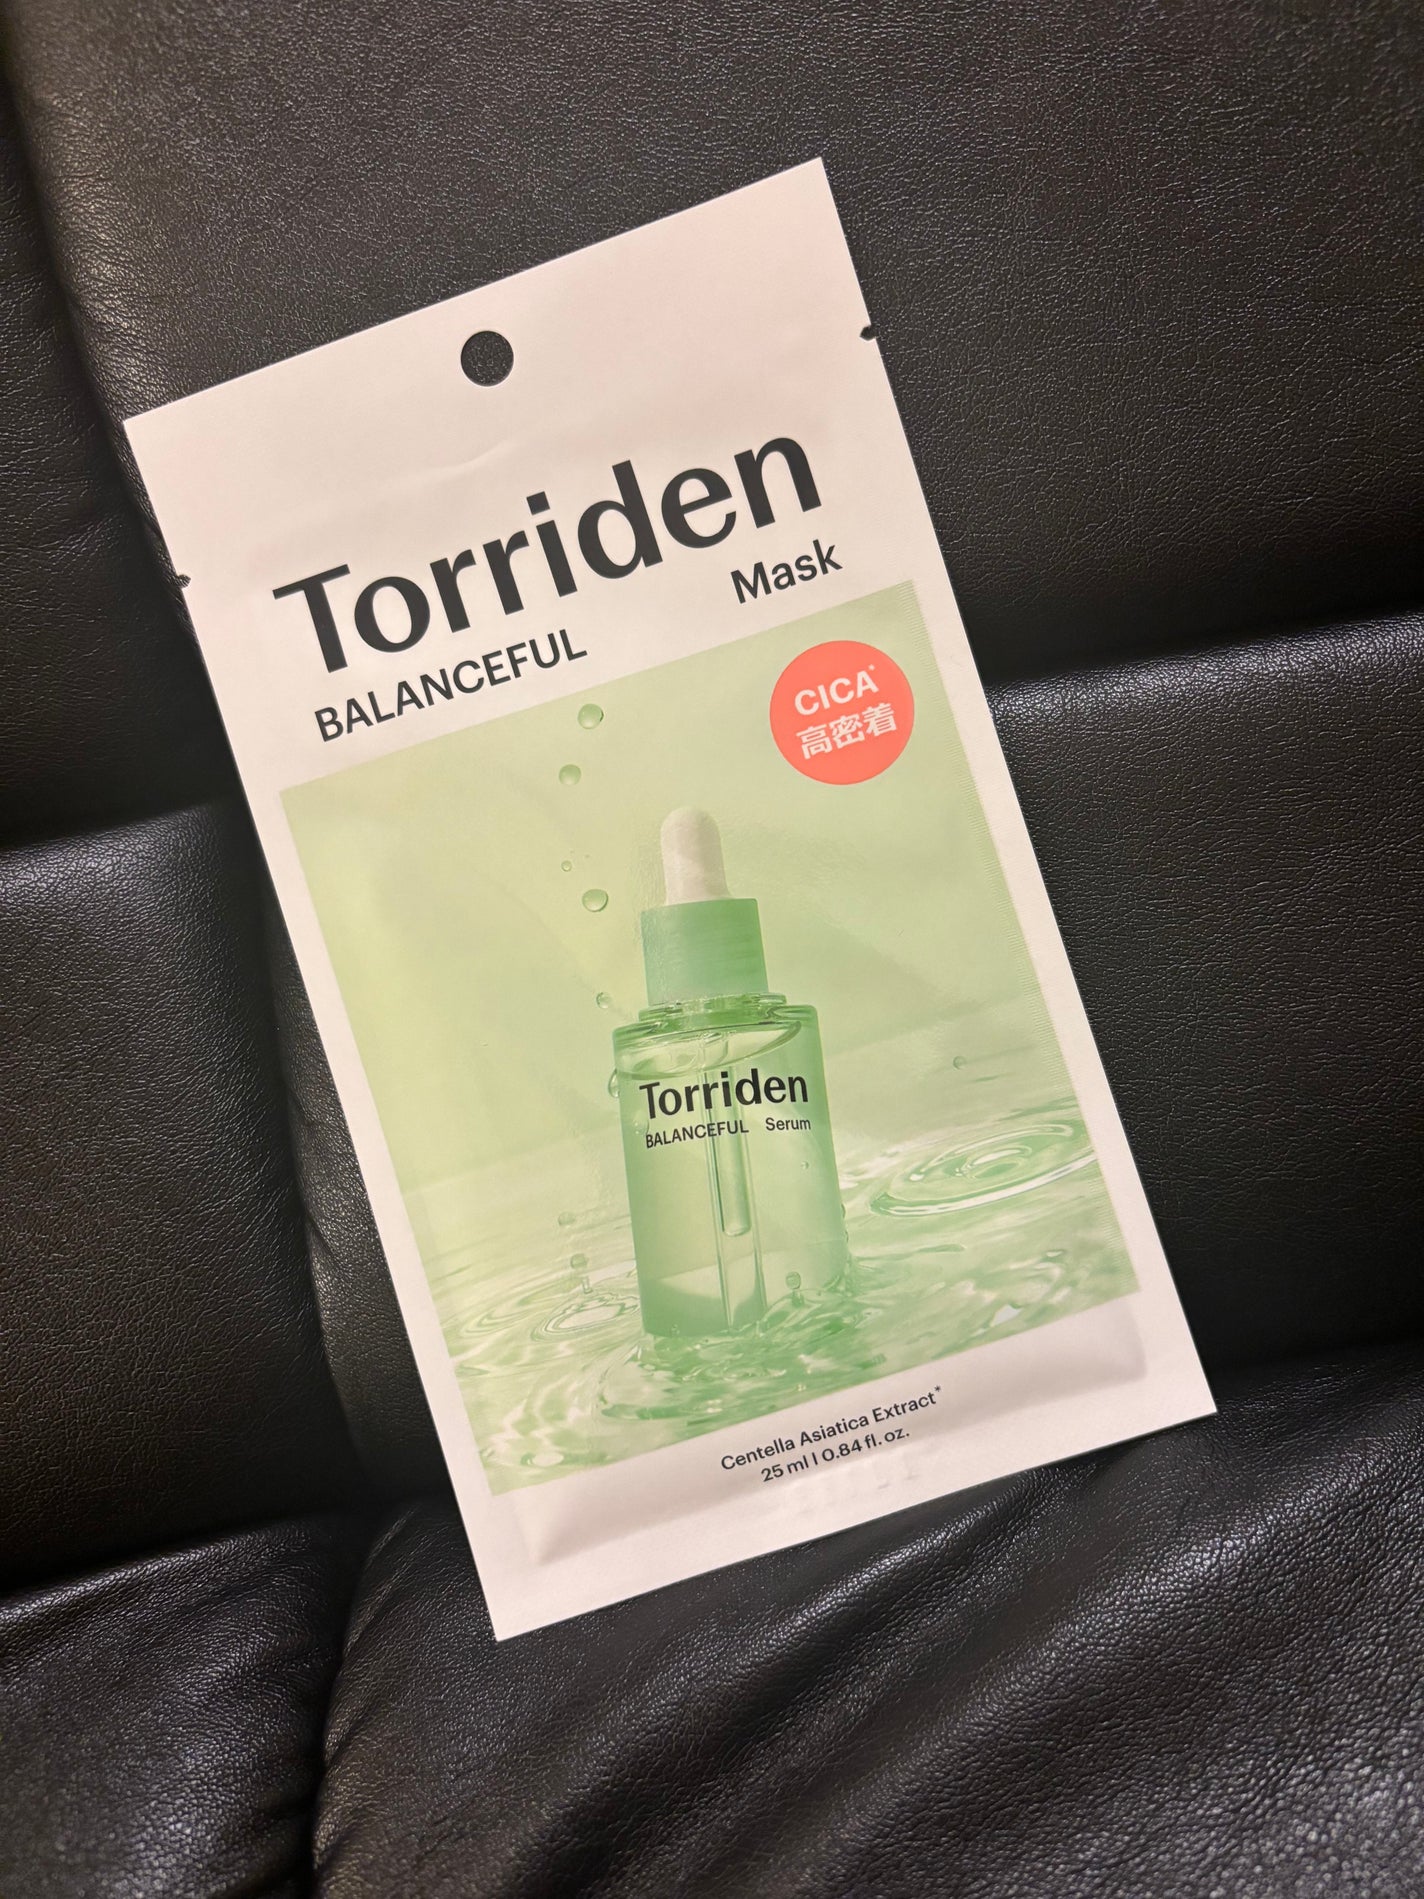 Torriden
BALANCEFUL Mask
CICA*
高密着
Torriden
BALANCEFUL Serum
Centella Asiatica Extract*
25 ml | 0.84 fl. oz.